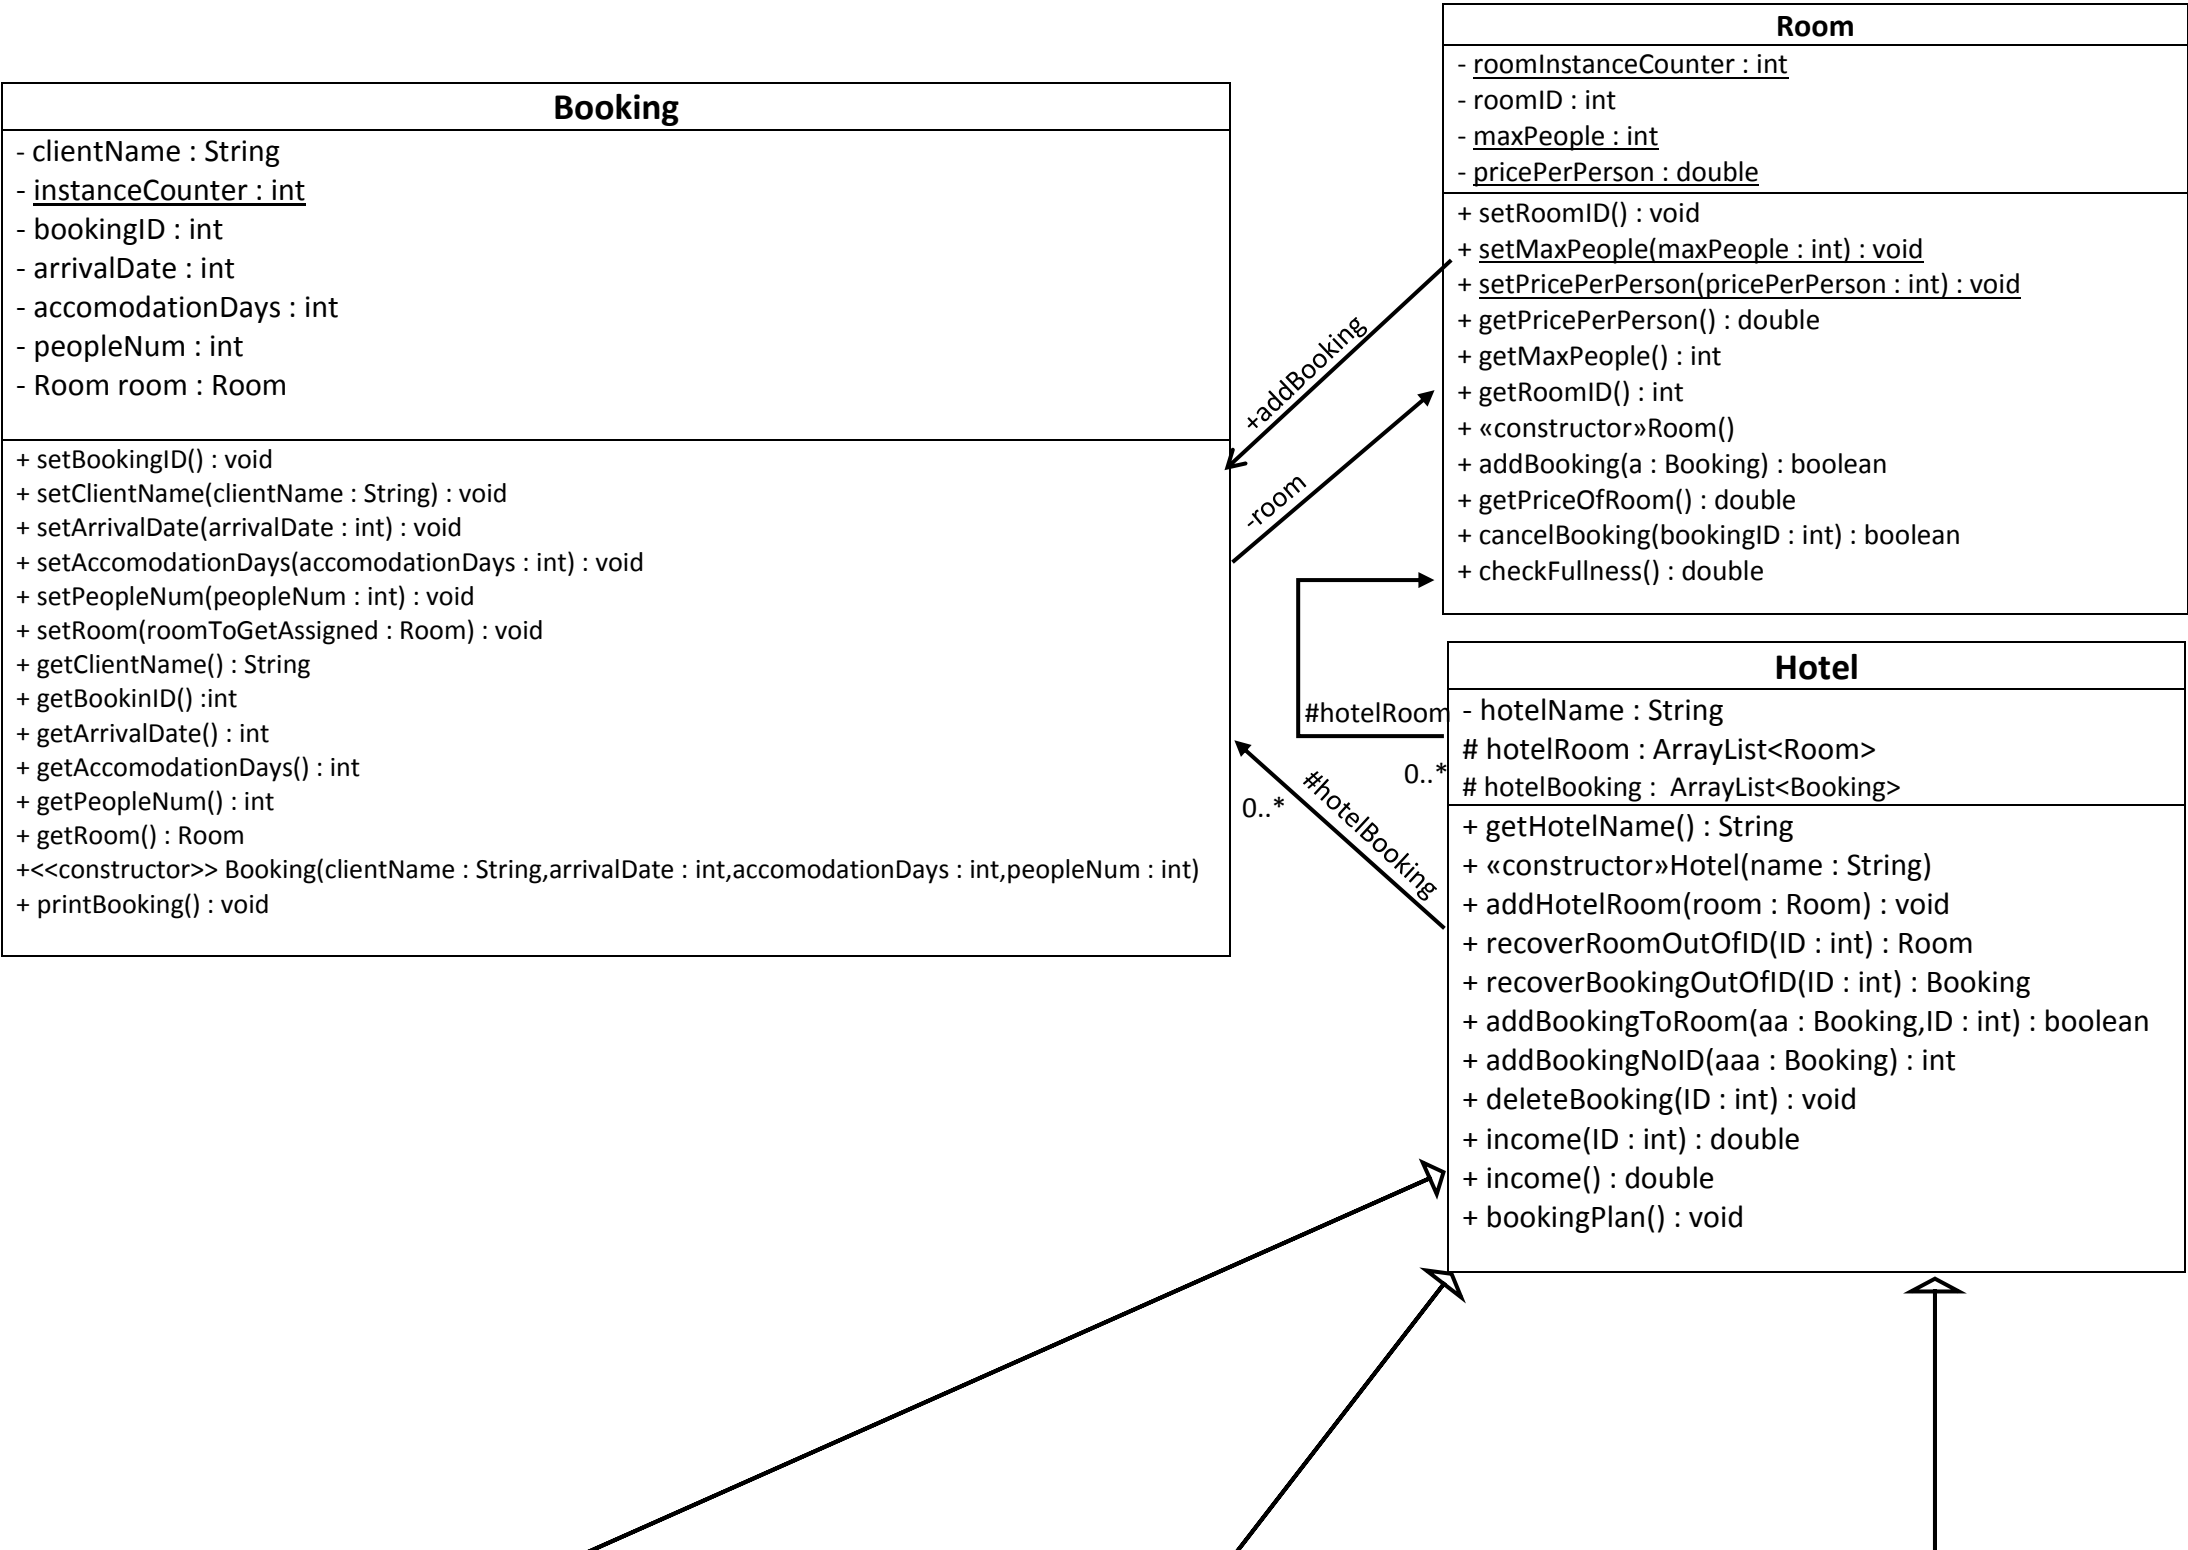 Booking
- clientName : String
- instanceCounter : int
- bookingID : int
- arrivalDate : int
- accomodationDays : int
- peopleNum : int
- Room room : Room
+ setBookingID() : void
+ setClientName(clientName : String) : void
+ setArrivalDate(arrivalDate : int) : void
+ setAccomodationDays(accomodationDays : int) : void
+ setPeopleNum(peopleNum : int) : void
+ setRoom(roomToGetAssigned : Room) : void
+ getClientName() : String
+ getBookinID() :int
+ getArrivalDate() : int
+ getAccomodationDays() : int
+ getPeopleNum() : int
+ getRoom() : Room
+<<constructor>> Booking(clientName : String,arrivalDate : int,accomodationDays : int,peopleNum : int)
+ printBooking() : void
+addBooking
-room
#hotelRoom
0..*
#hotelBooking
0..*
Room
- roomInstanceCounter : int
- roomID : int
- maxPeople : int
- pricePerPerson : double
+ setRoomID() : void
+ setMaxPeople(maxPeople : int) : void
+ setPricePerPerson(pricePerPerson : int) : void
+ getPricePerPerson() : double
+ getMaxPeople() : int
+ getRoomID() : int
+ «constructor»Room()
+ addBooking(a : Booking) : boolean
+ getPriceOfRoom() : double
+ cancelBooking(bookingID : int) : boolean
+ checkFullness() : double
Hotel
- hotelName : String
# hotelRoom : ArrayList<Room>
# hotelBooking :  ArrayList<Booking>
+ getHotelName() : String
+ «constructor»Hotel(name : String)
+ addHotelRoom(room : Room) : void
+ recoverRoomOutOfID(ID : int) : Room
+ recoverBookingOutOfID(ID : int) : Booking
+ addBookingToRoom(aa : Booking,ID : int) : boolean
+ addBookingNoID(aaa : Booking) : int
+ deleteBooking(ID : int) : void
+ income(ID : int) : double
+ income() : double
+ bookingPlan() : void